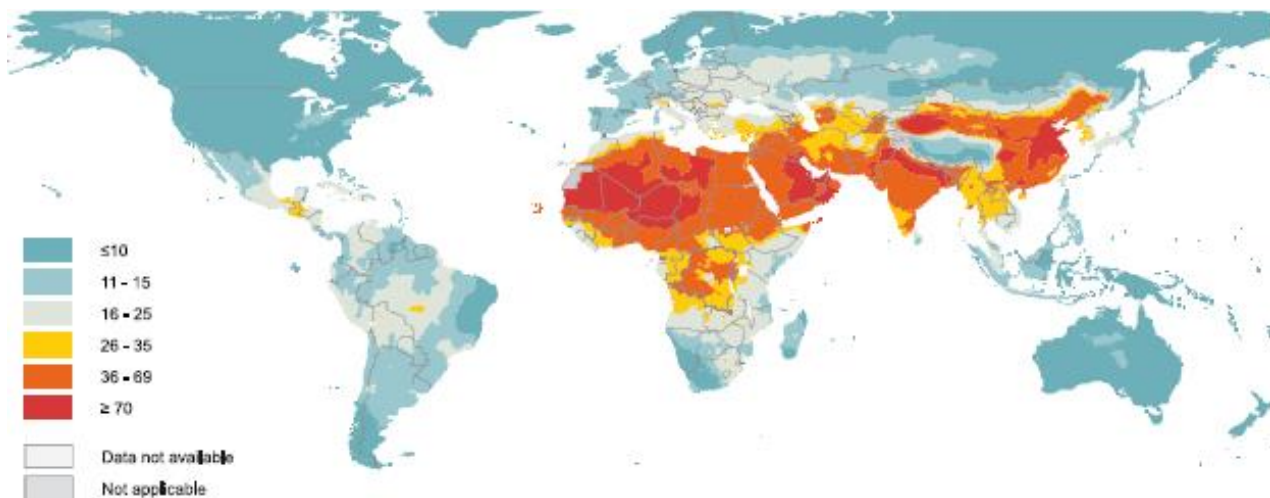 ≤10
11 - 15
16 - 25
26 - 35
36 - 69
≥ 70
Data not available
Not applicable